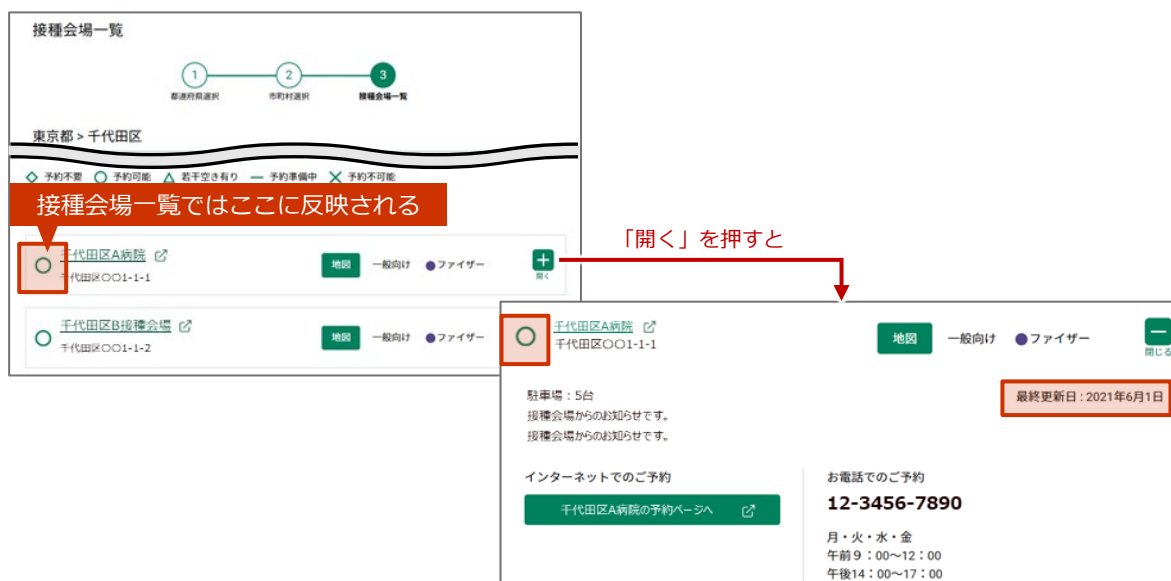 接種会場一覧
1 2 3
都道府県選択 市町村選択 接種会場一覧
東京都 > 千代田区
◇ 予約不要 ○ 予約可能 △ 若干空き有り ― 予約準備中 ✕ 予約不可能
接種会場一覧ではここに反映される
千代田区A病院
千代田区〇〇1-1-1
地図 一般向け ●ファイザー
開く
千代田区B接種会場
千代田区〇〇1-1-2
地図 一般向け ●ファイザー
「開く」を押すと
千代田区A病院
千代田区〇〇1-1-1
地図 一般向け ●ファイザー
閉じる
駐車場：5台
最終更新日：2021年6月1日
接種会場からのお知らせです。
接種会場からのお知らせです。
インターネットでのご予約
千代田区A病院の予約ページへ
お電話でのご予約
12-3456-7890
月・火・水・金
午前9：00～12：00
午後14：00～17：00